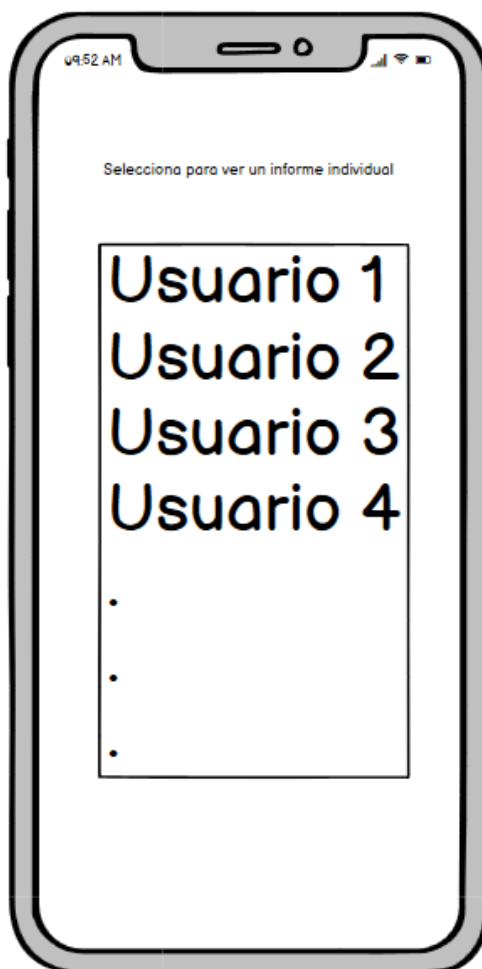 09:52 AM
Selecciona para ver un informe individual
Usuario 1
Usuario 2
Usuario 3
Usuario 4
.
.
.